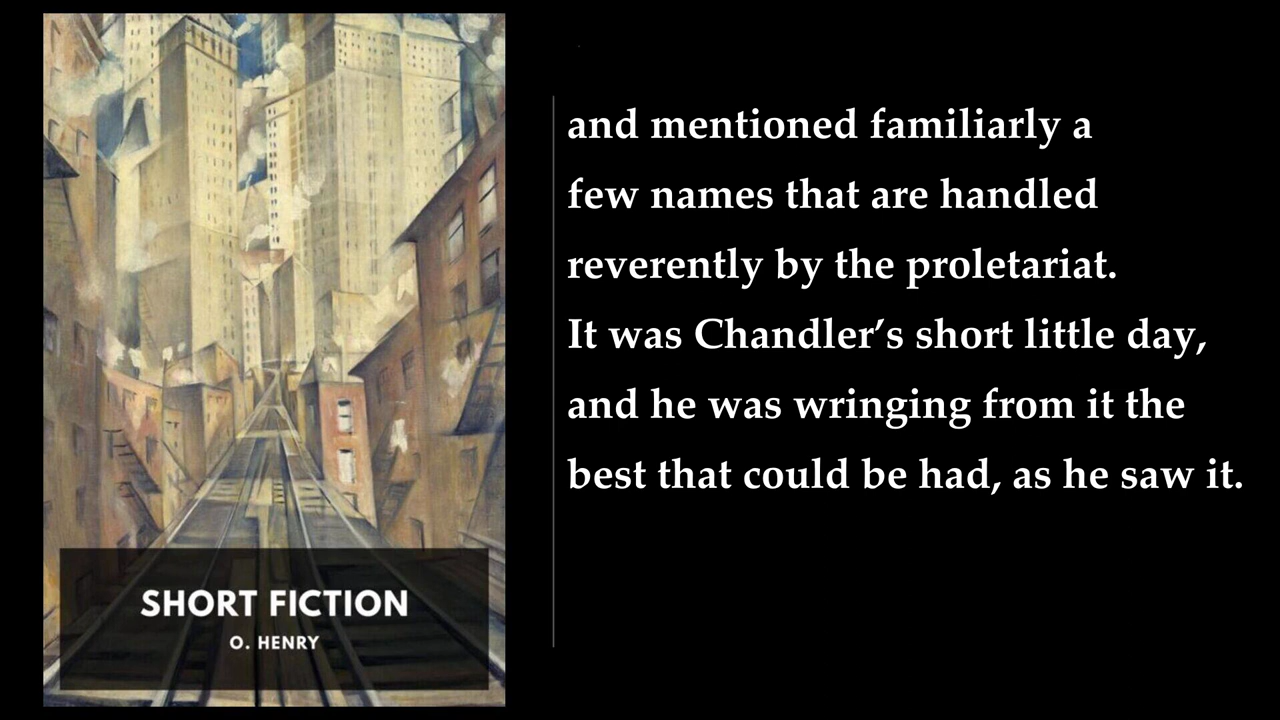 SHORT FICTION
O. HENRY
and mentioned familiarly a
few names that are handled
reverently by the proletariat.
It was Chandler’s short little day,
and he was wringing from it the
best that could be had, as he saw it.